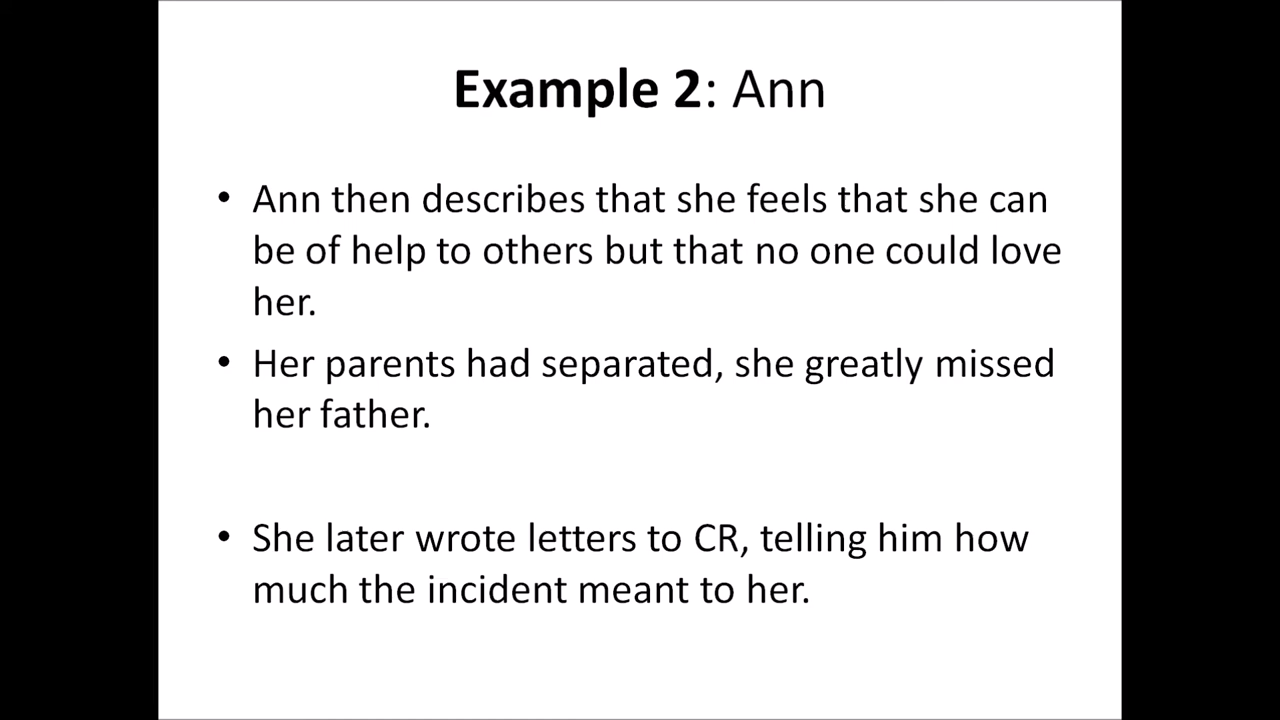 Example 2: Ann
• Ann then describes that she feels that she can
be of help to others but that no one could love
her.
• Her parents had separated, she greatly missed
her father.
• She later wrote letters to CR, telling him how
much the incident meant to her.